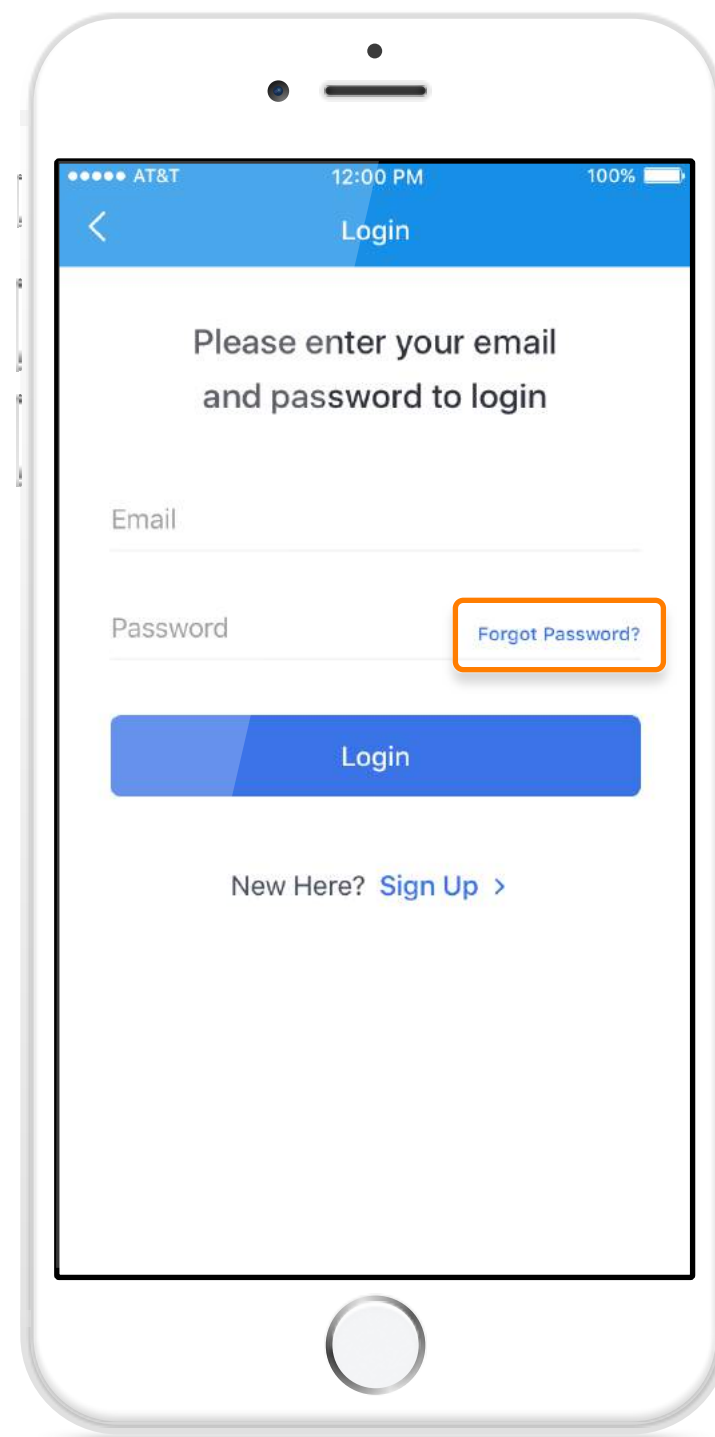 AT&T 12:00 PM 100%
Login
Please enter your email
and password to login
Email
Password Forgot Password?
Login
New Here? Sign Up >